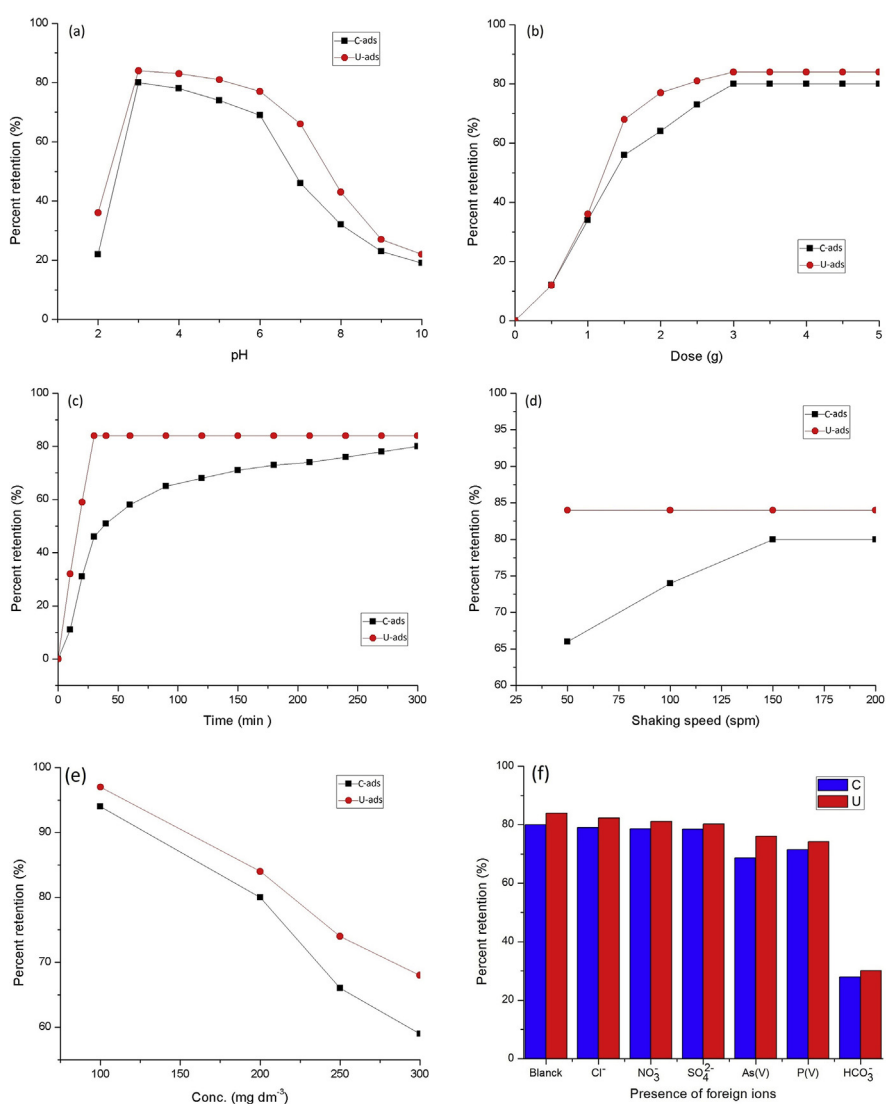 (a)
C-ads
U-ads
Percent retention (%)
100
80
60
40
20
0
2
4
6
8
10
pH
(b)
C-ads
U-ads
Percent retention (%)
100
80
60
40
20
0
0
1
2
3
4
5
Dose (g)
(c)
C-ads
U-ads
Percent retention (%)
100
80
60
40
20
0
0
50
100
150
200
250
300
Time (min )
(d)
C-ads
U-ads
Percent retention (%)
100
95
90
85
80
75
70
65
60
25
50
75
100
125
150
175
200
Shaking speed (spm)
(e)
C-ads
U-ads
Percent retention (%)
100
90
80
70
60
100
150
200
250
300
Conc. (mg dm⁻³)
(f)
C
U
Percent retention (%)
100
80
60
40
20
0
Blanck
Cl⁻
NO₃⁻
SO₄²⁻
As(V)
P(V)
HCO₃⁻
Presence of foreign ions